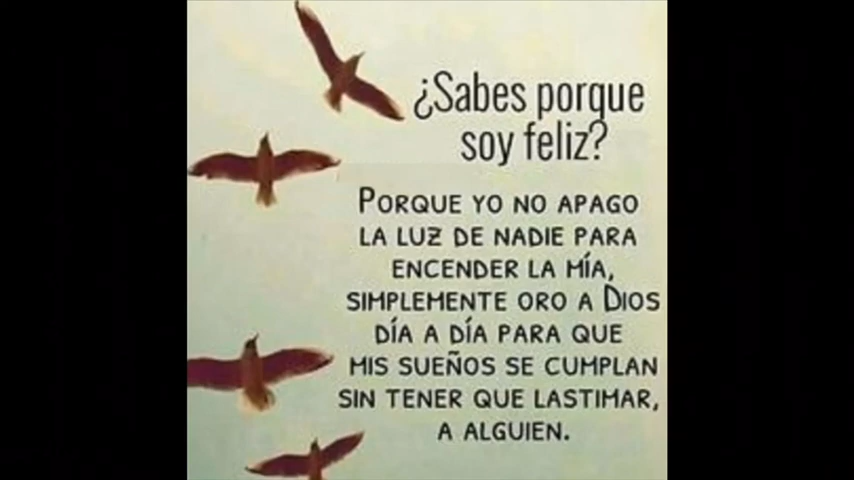 ¿Sabes porque
soy feliz?
PORQUE YO NO APAGO
LA LUZ DE NADIE PARA
ENCENDER LA MÍA,
SIMPLEMENTE ORO A DIOS
DÍA A DÍA PARA QUE
MIS SUEÑOS SE CUMPLAN
SIN TENER QUE LASTIMAR,
A ALGUIEN.